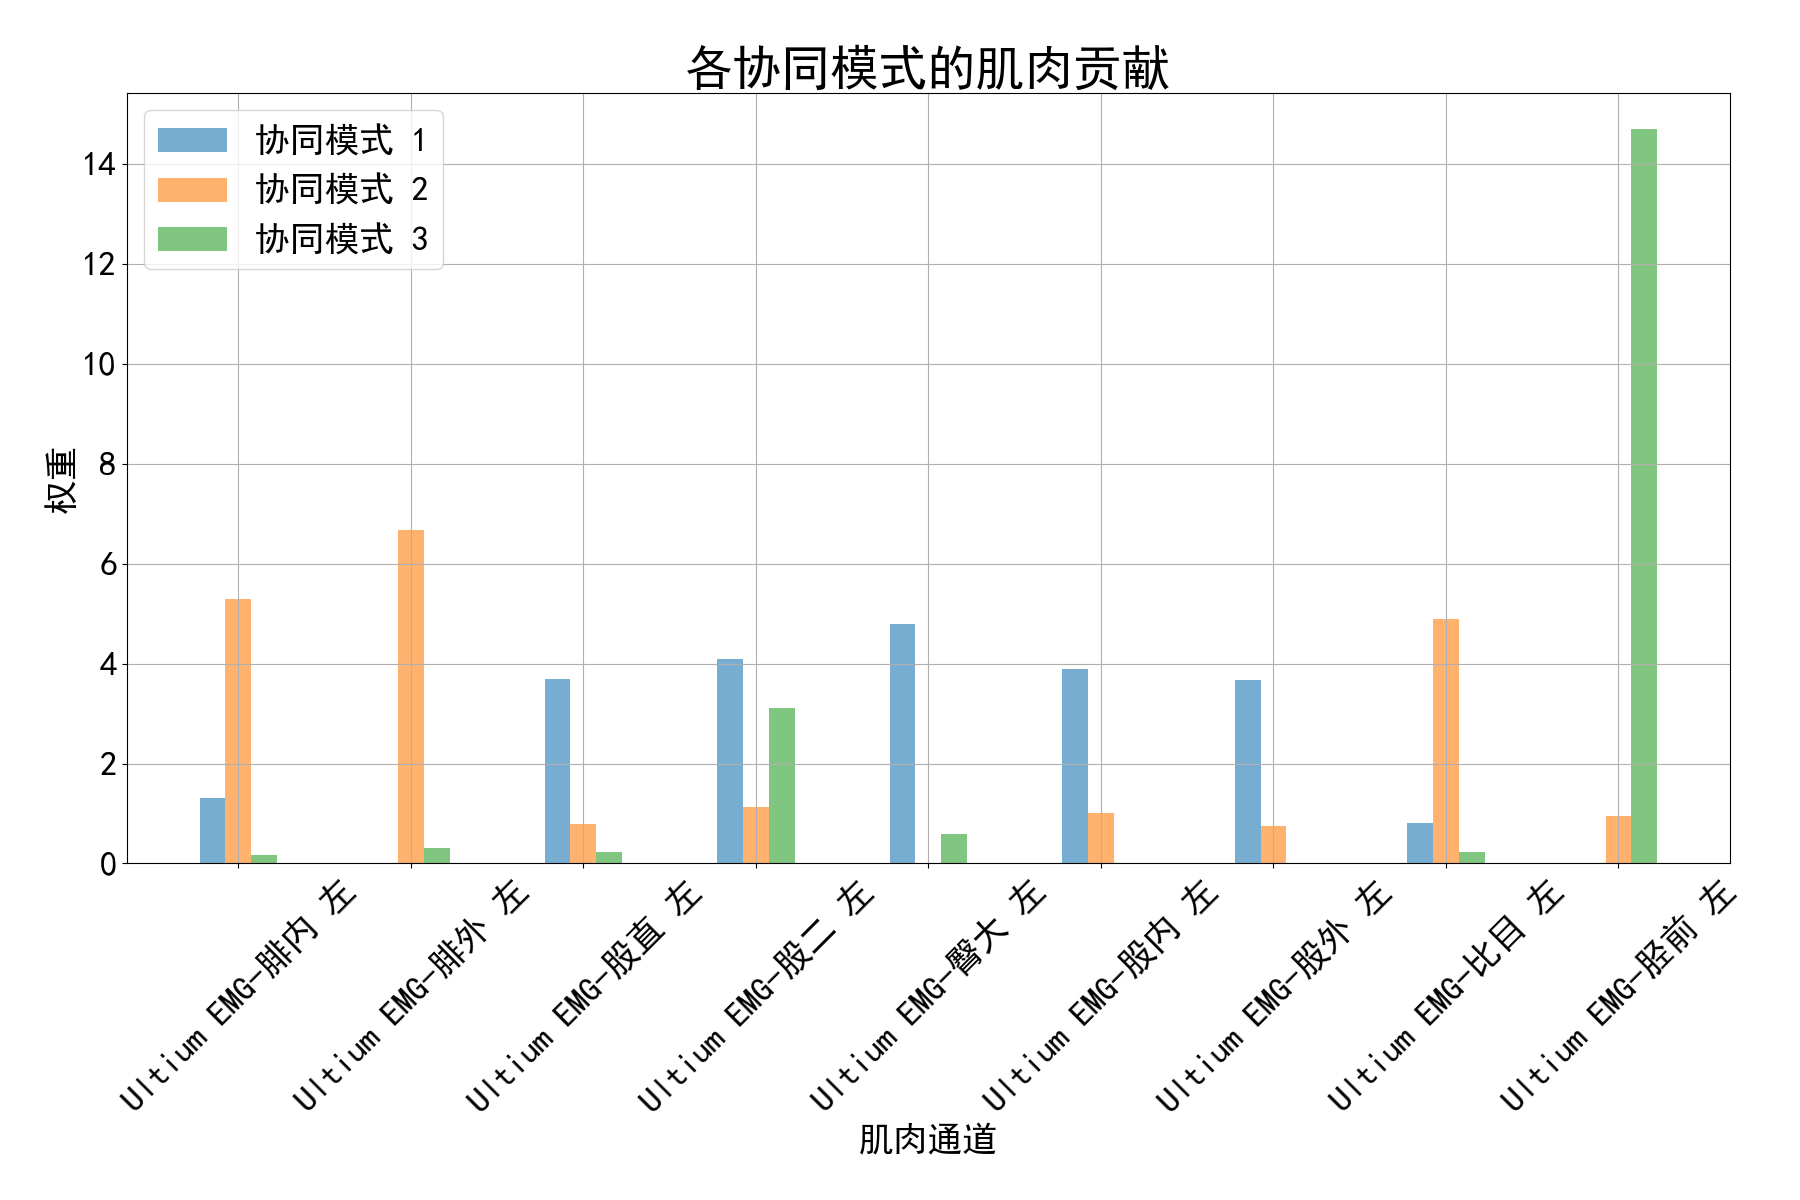 各协同模式的肌肉贡献
协同模式 1
协同模式 2
协同模式 3
14
12
10
8
6
4
2
0
权重
Ultium EMG-腓内 左
Ultium EMG-腓外 左
Ultium EMG-股直 左
Ultium EMG-股二 左
Ultium EMG-臀大 左
Ultium EMG-股内 左
Ultium EMG-股外 左
Ultium EMG-比目 左
Ultium EMG-胫前 左
肌肉通道